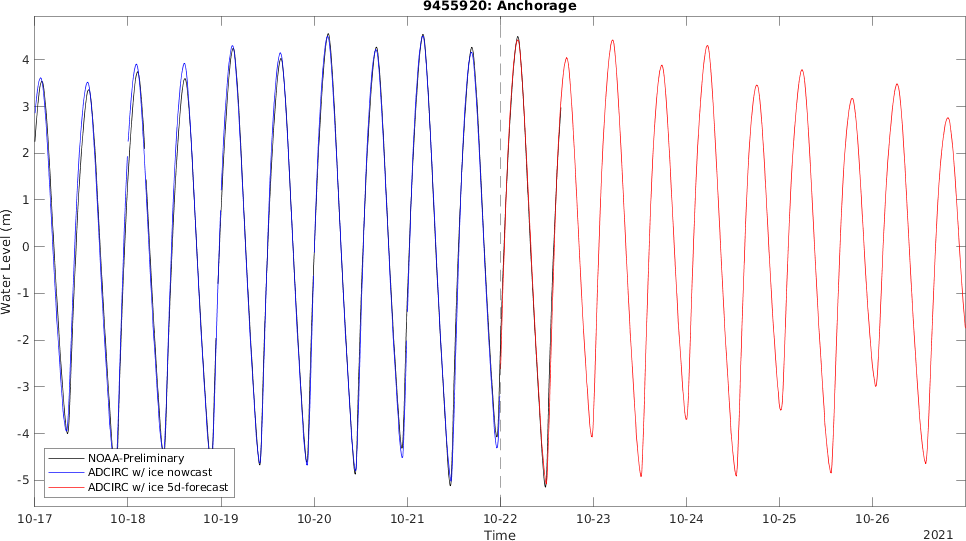 9455920: Anchorage
Water Level (m)
4
3
2
1
0
-1
-2
-3
-4
-5
NOAA-Preliminary
ADCIRC w/ ice nowcast
ADCIRC w/ ice 5d-forecast
10-17 10-18 10-19 10-20 10-21 10-22 10-23 10-24 10-25 10-26
Time
2021